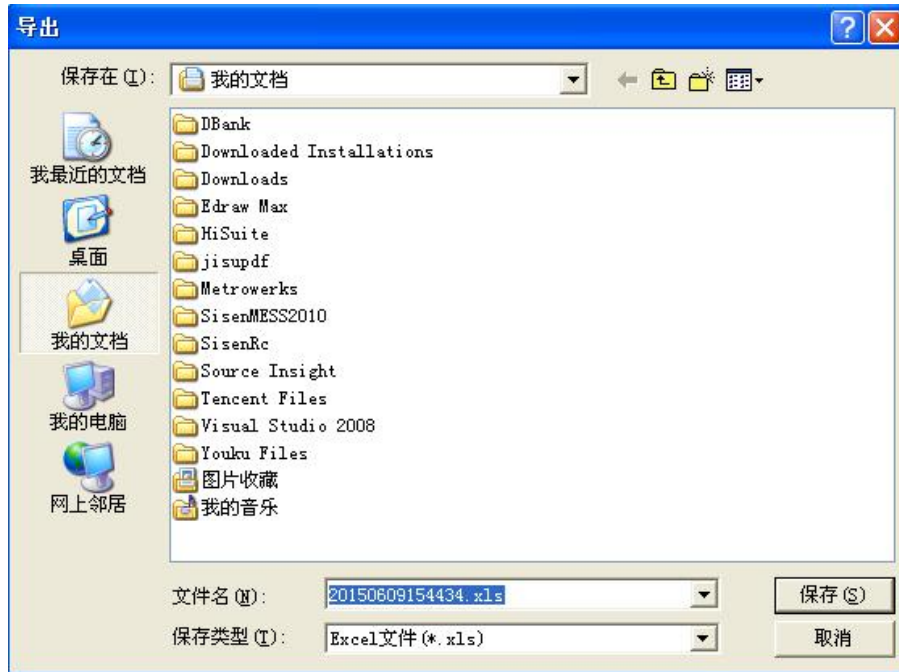 导出
保存在(I):
我的文档
我最近的文档
桌面
我的文档
我的电脑
网上邻居
DBank
Downloaded Installations
Downloads
Edraw Max
HiSuite
jisupdf
Metrowerks
SisenMESS2010
SisenRc
Source Insight
Tencent Files
Visual Studio 2008
Youku Files
图片收藏
我的音乐
文件名(N):
20150609154434.xls
保存(S)
保存类型(T):
Excel文件(*.xls)
取消